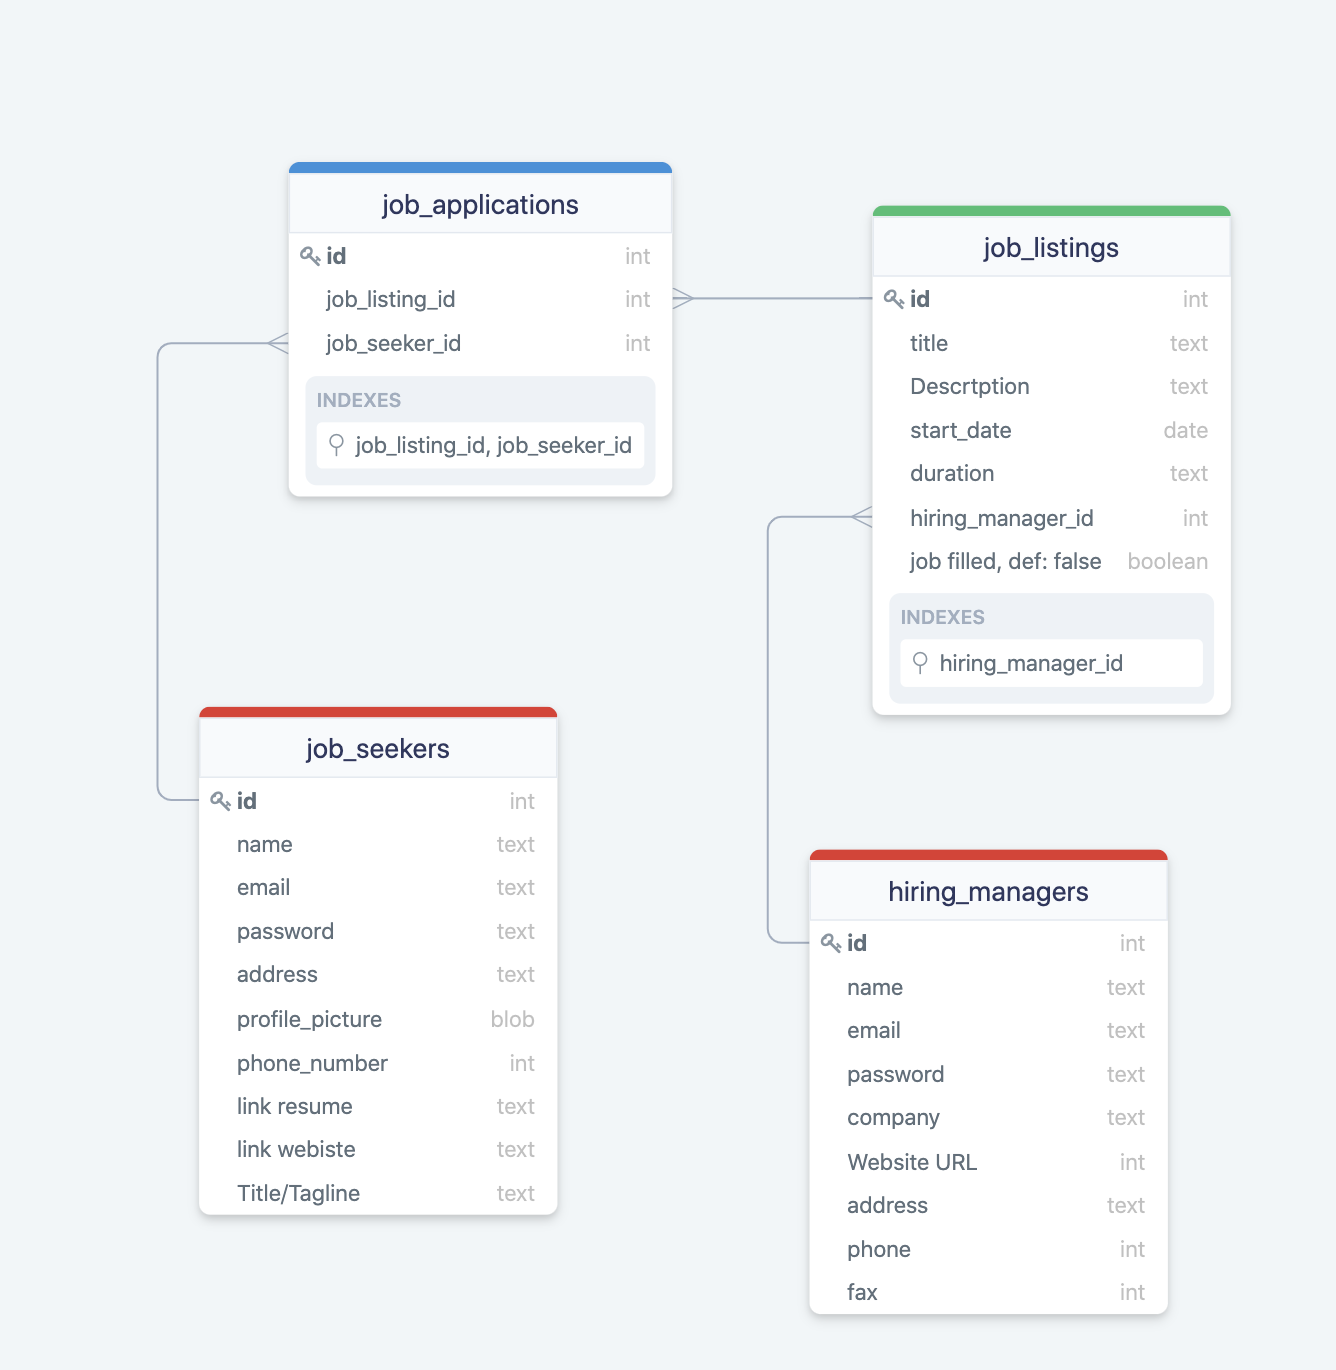 job_applications
id int
job_listing_id int
job_seeker_id int
INDEXES
job_listing_id, job_seeker_id
job_listings
id int
title text
Descrtption text
start_date date
duration text
hiring_manager_id int
job filled, def: false boolean
INDEXES
hiring_manager_id
job_seekers
id int
name text
email text
password text
address text
profile_picture blob
phone_number int
link resume text
link webiste text
Title/Tagline text
hiring_managers
id int
name text
email text
password text
company text
Website URL int
address text
phone int
fax int